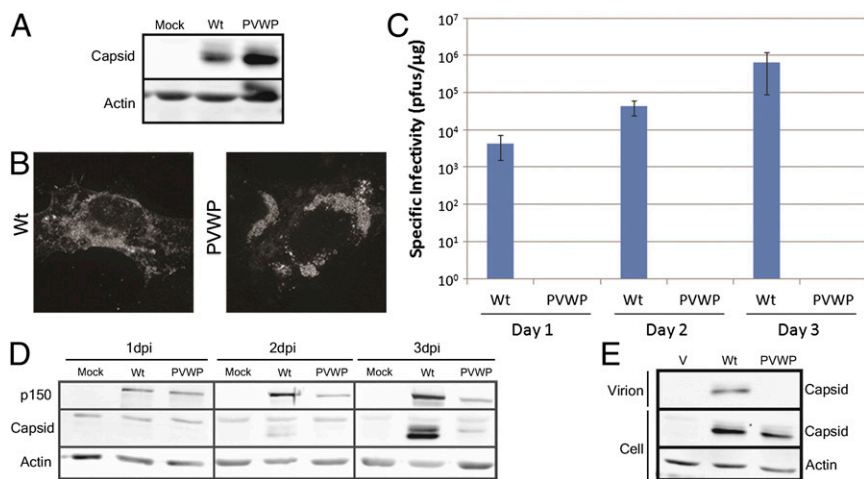 A
Mock Wt PVWP
Capsid
Actin
B
Wt
PVWP
C
Specific Infectivity (pfus/µg)
10⁷
10⁶
10⁵
10⁴
10³
10²
10¹
10⁰
Wt PVWP Wt PVWP Wt PVWP
Day 1 Day 2 Day 3
D
1dpi 2dpi 3dpi
Mock Wt PVWP Mock Wt PVWP Mock Wt PVWP
p150
Capsid
Actin
E
V Wt PVWP
Virion Capsid
Cell Capsid
Actin